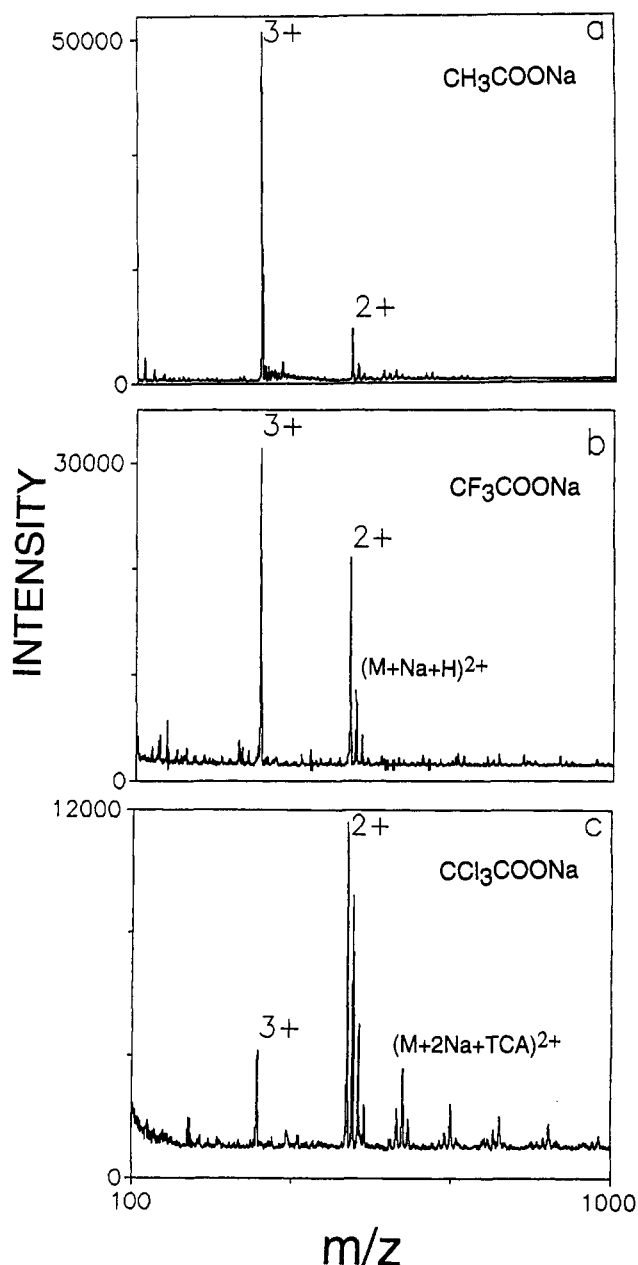 50000
3+
a
CH₃COONa
2+
0
30000
3+
b
CF₃COONa
2+
(M+Na+H)²⁺
0
INTENSITY
12000
2+
c
CCl₃COONa
3+
(M+2Na+TCA)²⁺
0
100
1000
m/z